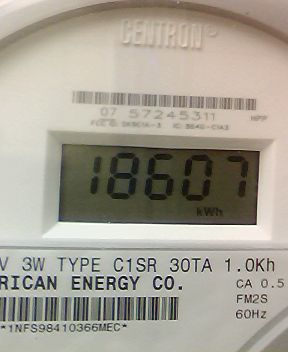 CENTRON®
07 57245311 HPP
18607
kWh
V 3W TYPE C1SR 30TA 1.0Kh
RICAN ENERGY CO. CA 0.5
FM2S
*1NFS98410366MEC* 60Hz